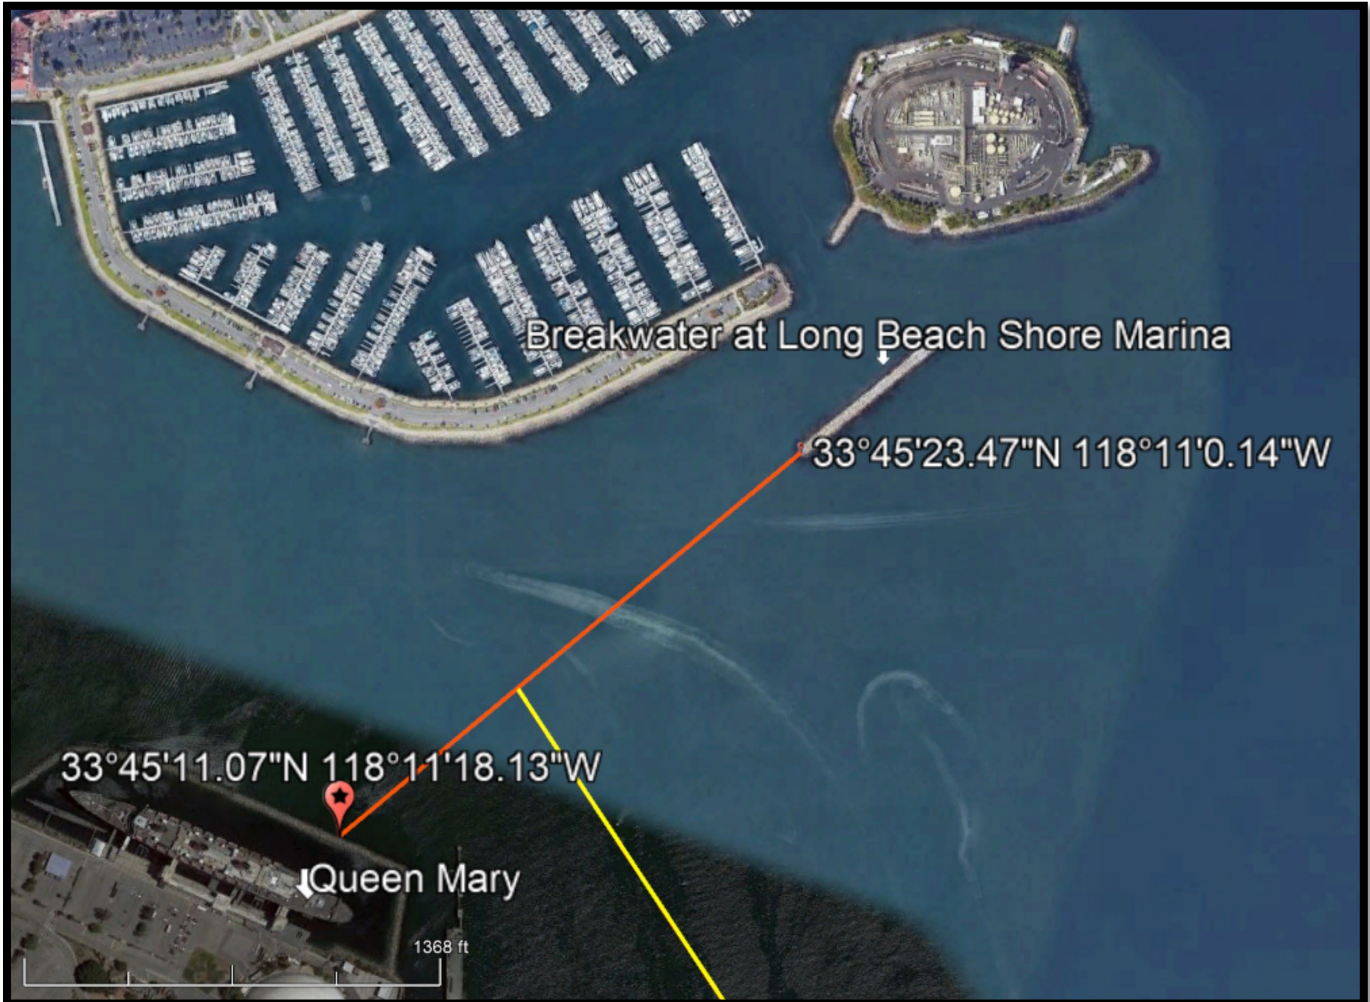 Breakwater at Long Beach Shore Marina
33°45'23.47"N 118°11'0.14"W
33°45'11.07"N 118°11'18.13"W
Queen Mary
1368 ft